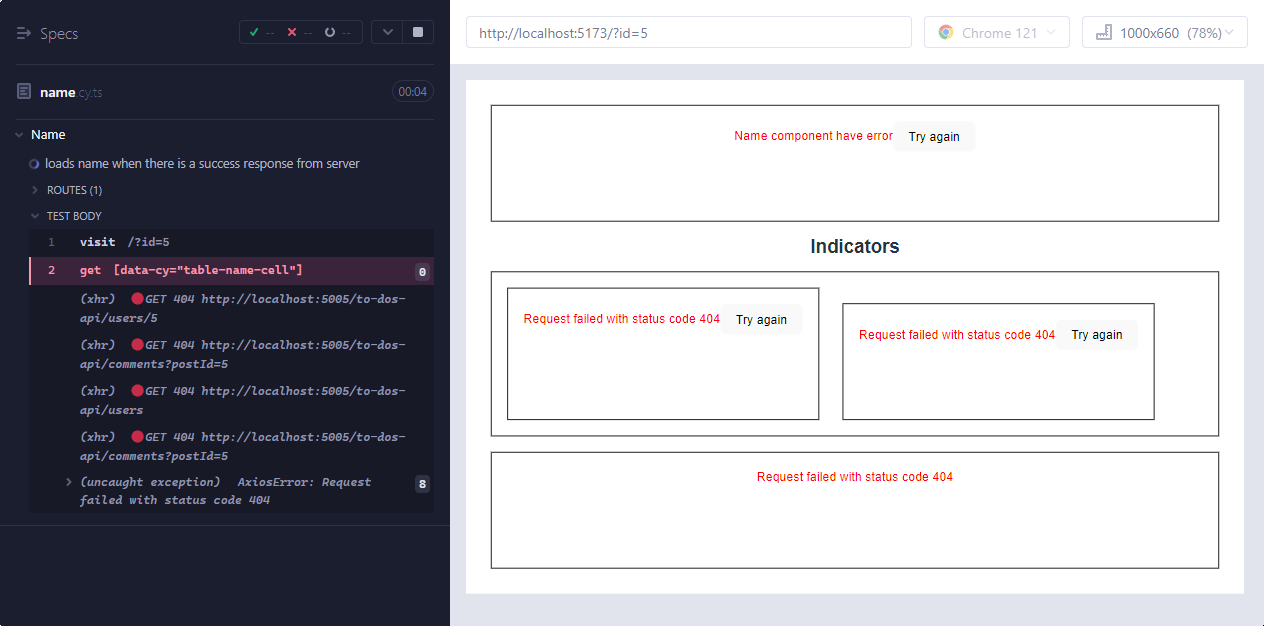 Specs
-- -- --
name.cy.ts
00:04
Name
loads name when there is a success response from server
ROUTES (1)
TEST BODY
1 visit /?id=5
2 get [data-cy="table-name-cell"] 0
(xhr) GET 404 http://localhost:5005/to-dos-
api/users/5
(xhr) GET 404 http://localhost:5005/to-dos-
api/comments?postId=5
(xhr) GET 404 http://localhost:5005/to-dos-
api/users
(xhr) GET 404 http://localhost:5005/to-dos-
api/comments?postId=5
(uncaught exception) AxiosError: Request 8
failed with status code 404
http://localhost:5173/?id=5
Chrome 121
1000x660 (78%)
Name component have error Try again
Indicators
Request failed with status code 404 Try again
Request failed with status code 404 Try again
Request failed with status code 404